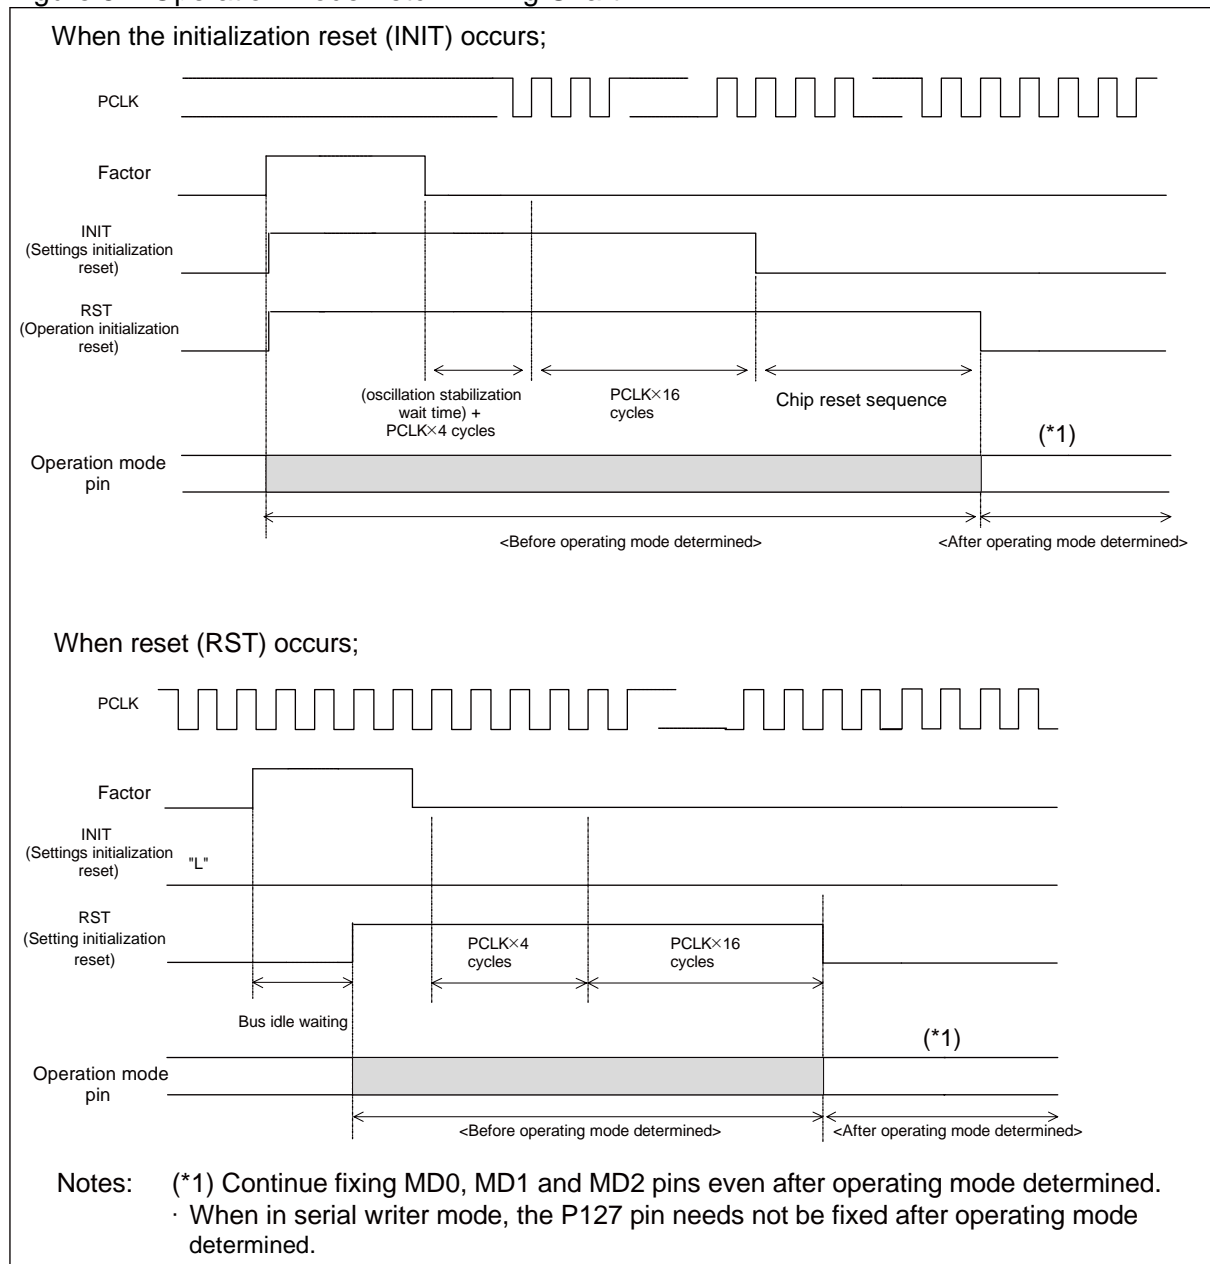 When the initialization reset (INIT) occurs;
PCLK
Factor
INIT
(Settings initialization
reset)
RST
(Operation initialization
reset)
(oscillation stabilization
wait time) +
PCLK×4 cycles
PCLK×16
cycles
Chip reset sequence
(*1)
Operation mode
pin
<Before operating mode determined>
<After operating mode determined>
When reset (RST) occurs;
PCLK
Factor
INIT
(Settings initialization
reset)
"L"
RST
(Setting initialization
reset)
PCLK×4
cycles
PCLK×16
cycles
Bus idle waiting
(*1)
Operation mode
pin
<Before operating mode determined>
<After operating mode determined>
Notes: (*1) Continue fixing MD0, MD1 and MD2 pins even after operating mode determined.
· When in serial writer mode, the P127 pin needs not be fixed after operating mode
determined.